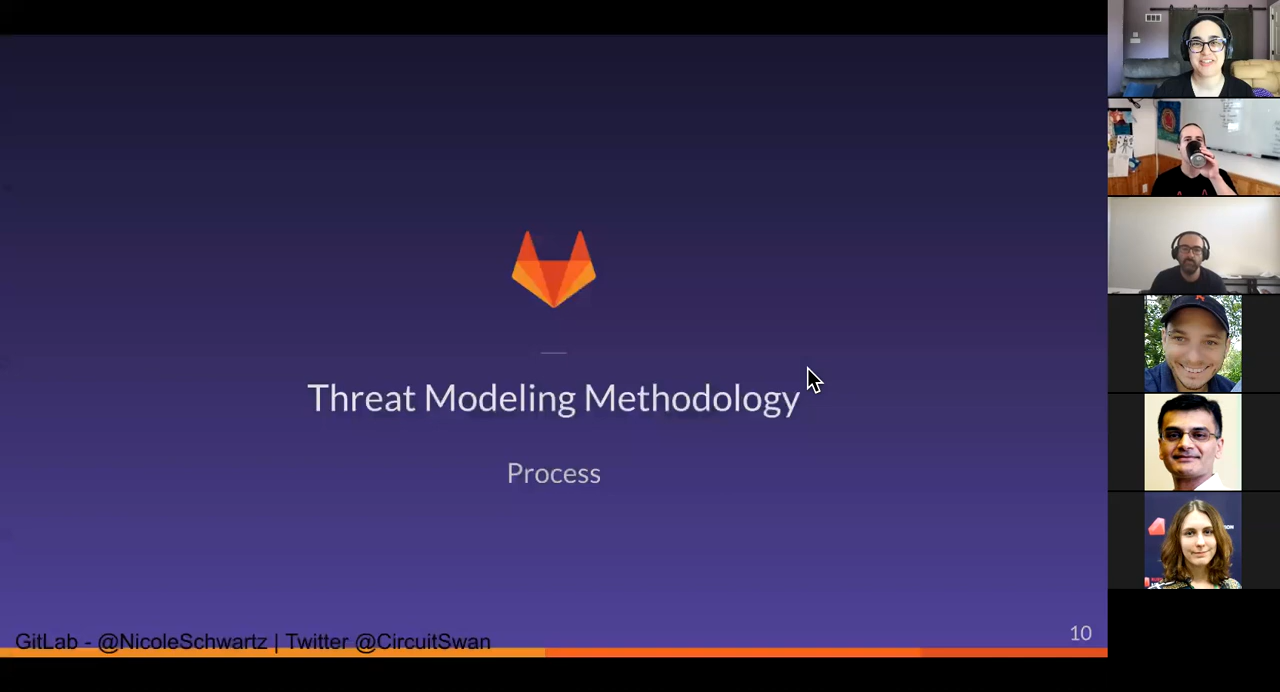 Threat Modeling Methodology
Process
10
GitLab - @NicoleSchwartz | Twitter @CircuitSwan